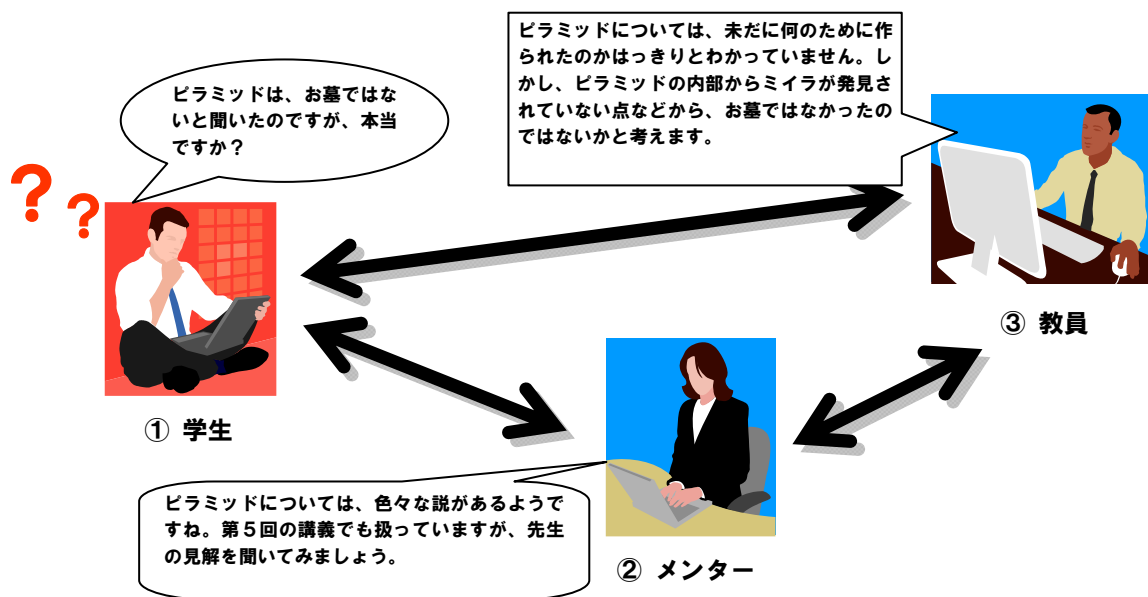 ピラミッドは、お墓ではな
いと聞いたのですが、本当
ですか？
ピラミッドについては、未だに何のために作
られたのかはっきりとわかっていません。し
かし、ピラミッドの内部からミイラが発見さ
れていない点などから、お墓ではなかったの
ではないかと考えます。
? ?
① 学生
③ 教員
ピラミッドについては、色々な説があるようで
すね。第５回の講義でも扱っていますが、先生
の見解を聞いてみましょう。
② メンター